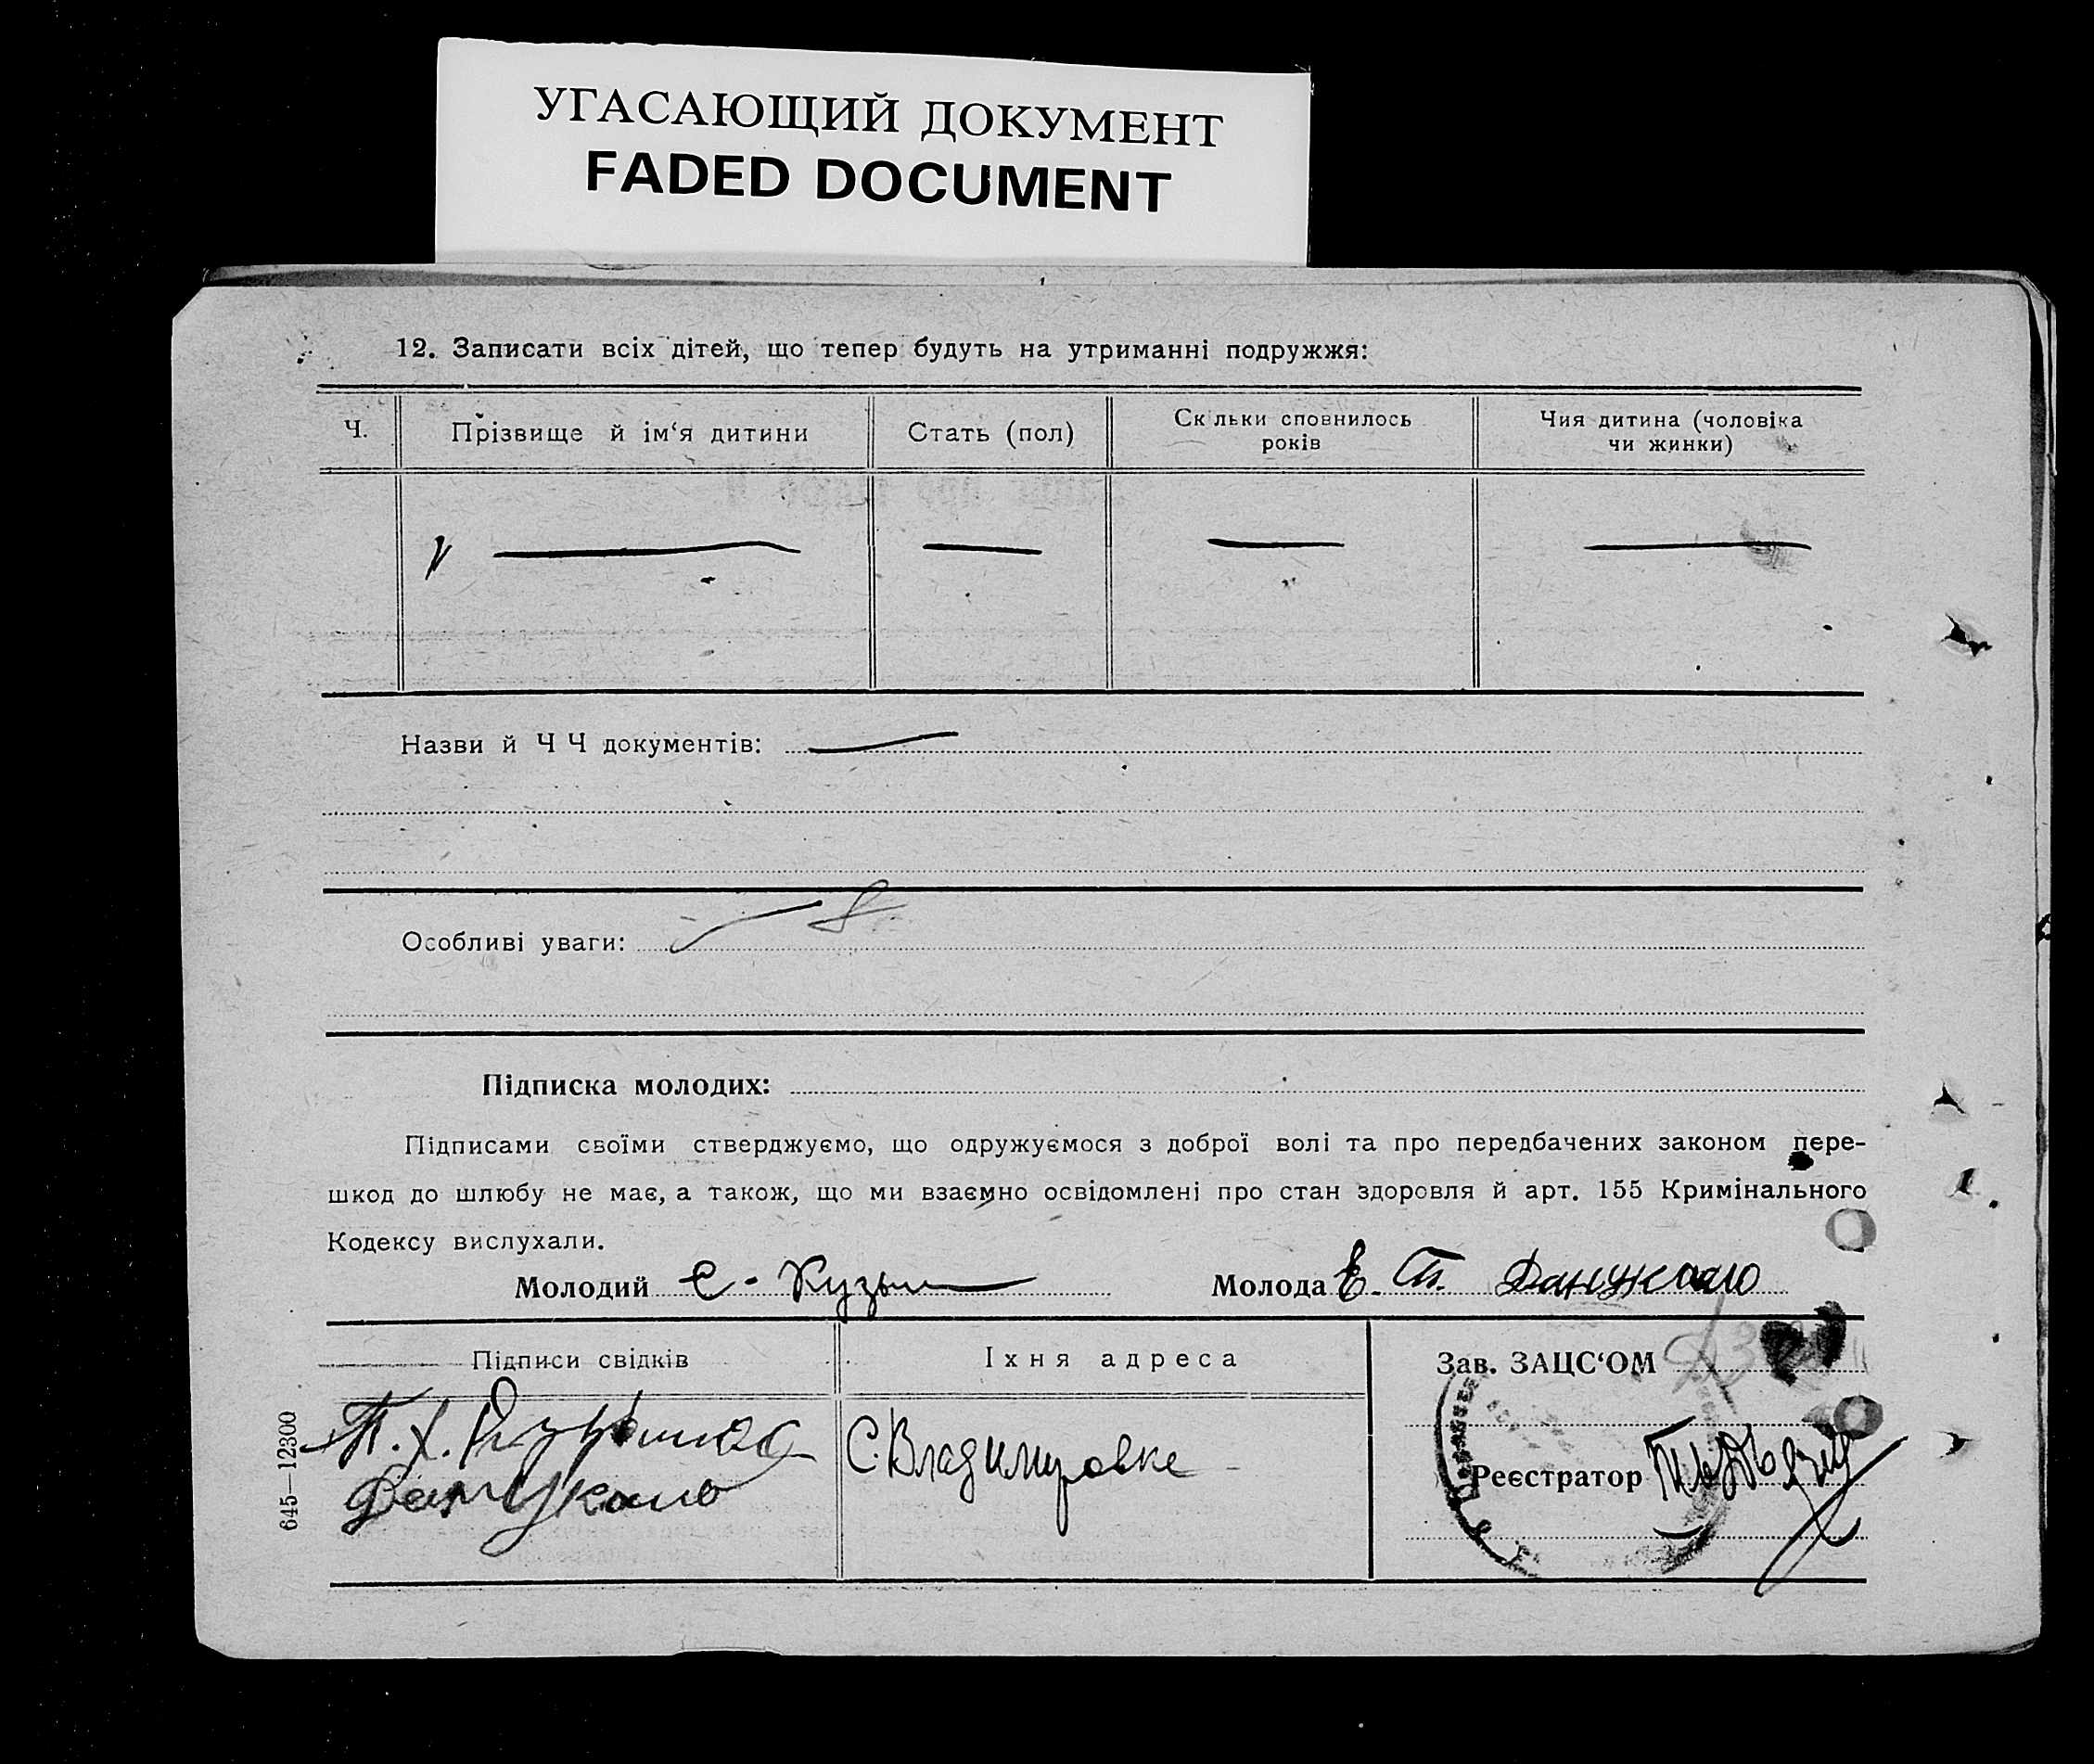 УГАСАЮЩИЙ ДОКУМЕНТ
FADED DOCUMENT
12. Записати всіх дітей, що тепер будуть на утриманні подружжя:
Ч. Прізвище й ім‘я дитини Стать (пол) Скільки сповнилось років Чия дитина (чоловіка чи жинки)
Назви й Ч Ч документів:
Особливі уваги:
Підписка молодих:
Підписами своїми стверджуємо, що одружуємося з доброї волі та про передбачених законом пере-
шкод до шлюбу не має, а також, що ми взаємно освідомлені про стан здоровля й арт. 155 Кримінального
Кодексу вислухали.
Молодий Є. Кузьм Молода Е. Т.
Підписи свідків Їхня адреса Зав. ЗАЦС‘ОМ
Т. Х.
С. Владимировке
Реєстратор
645—12300